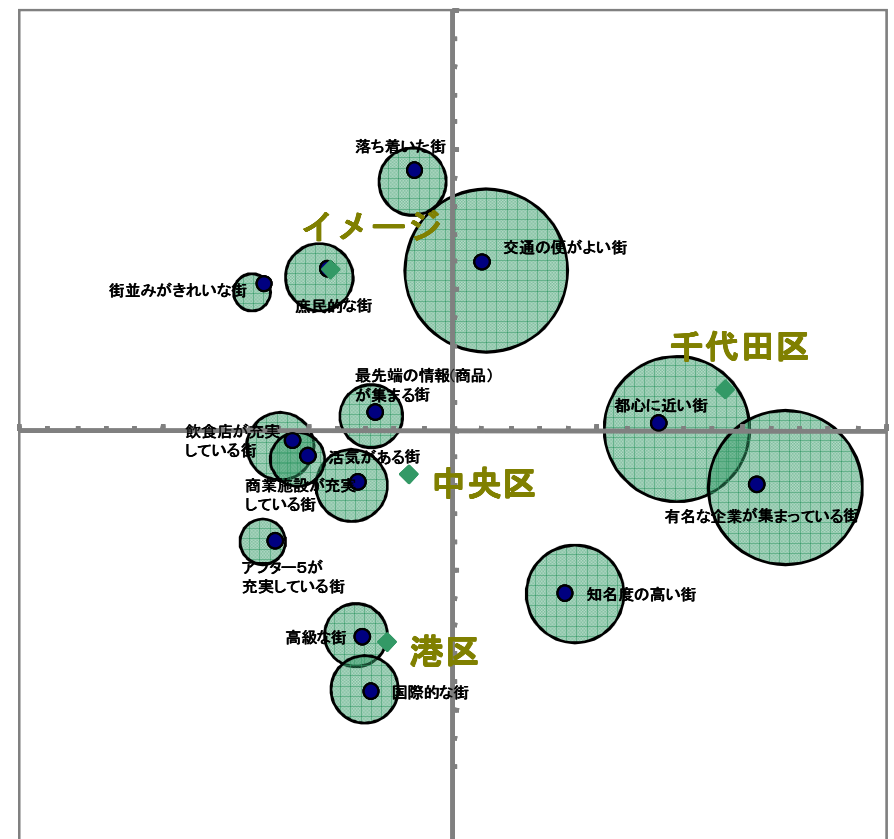 落ち着いた街
イメージ
交通の便がよい街
街並みがきれいな街
庶民的な街
千代田区
最先端の情報(商品)
が集まる街
都心に近い街
飲食店が充実
している街
活気がある街
中央区
商業施設が充実
している街
有名な企業が集まっている街
アフター5が
充実している街
知名度の高い街
高級な街
港区
国際的な街